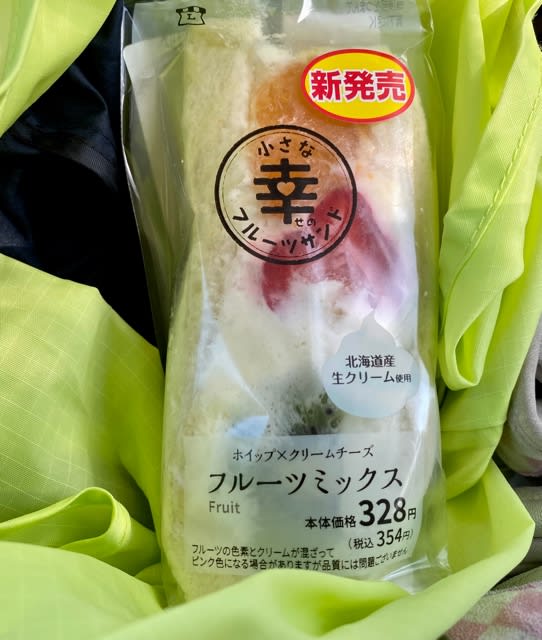 L
新発売
小さな
幸
せの
フルーツサンド
北海道産
生クリーム使用
ホイップ×クリームチーズ
フルーツミックス
Fruit
本体価格328円
(税込354円)
フルーツの色素とクリームが混ざって
ピンク色になる場合がありますが品質には問題ございません